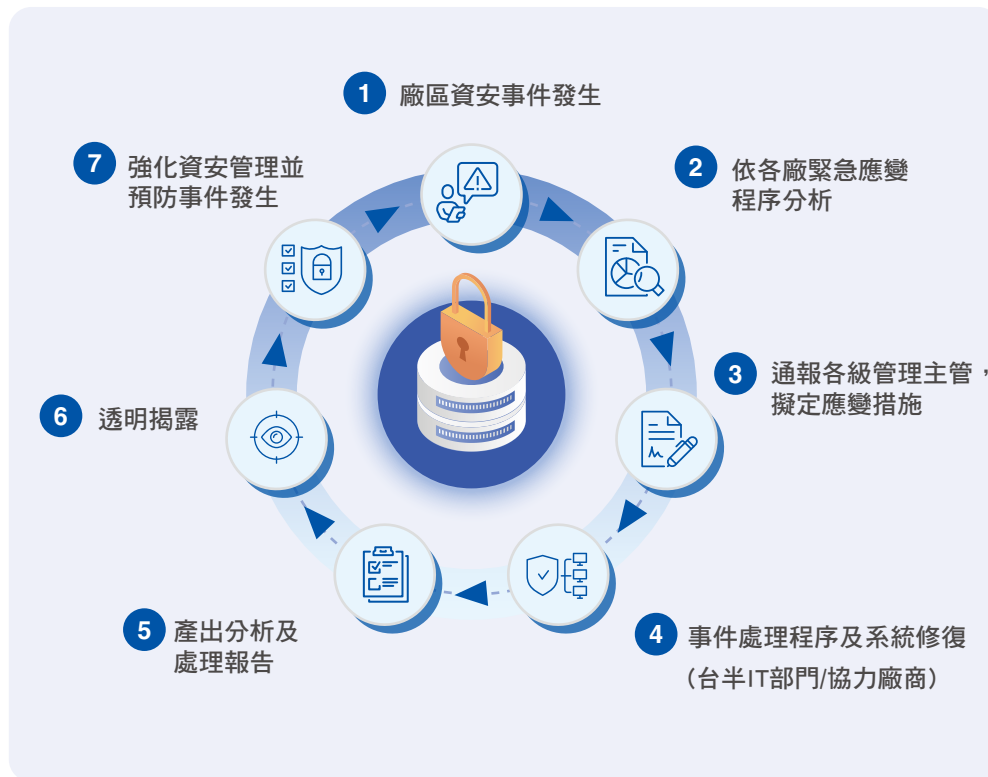 1 廠區資安事件發生
2 依各廠緊急應變
程序分析
3 通報各級管理主管，
擬定應變措施
4 事件處理程序及系統修復
（台半IT部門/協力廠商）
5 產出分析及
處理報告
6 透明揭露
7 強化資安管理並
預防事件發生